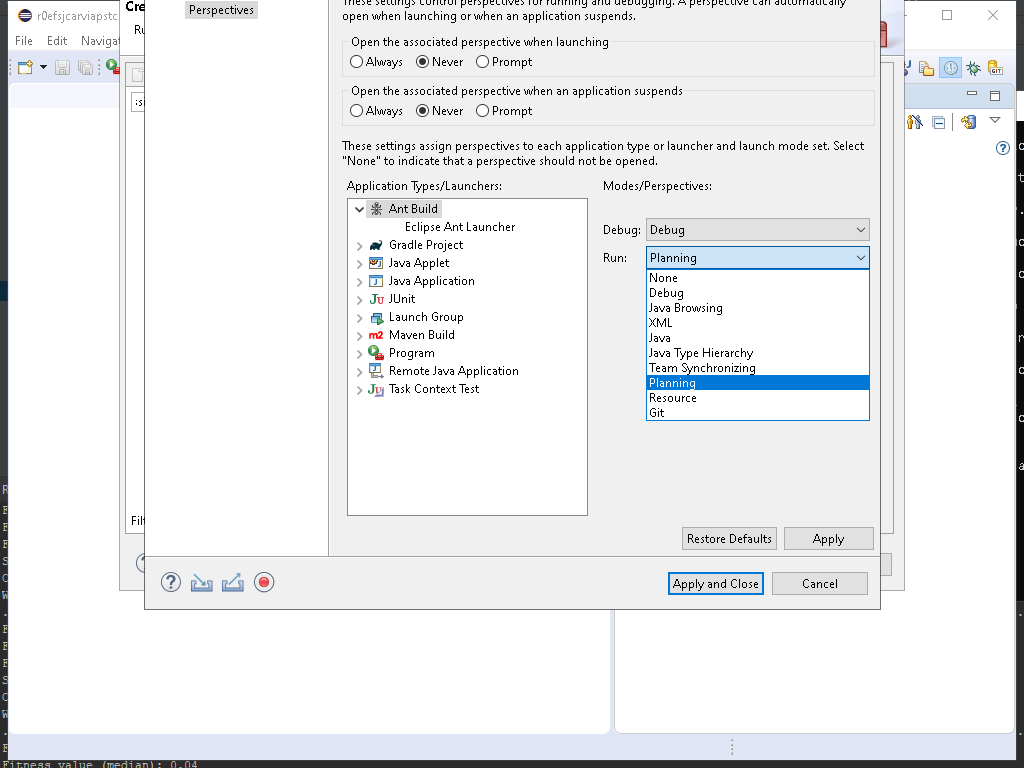 r0efsjcarviapstc
Cre
Perspectives
These settings control perspectives for running and debugging. A perspective can automatically
open when launching or when an application suspends.
File Edit Navigat
Ru
Open the associated perspective when launching
Always Never Prompt
Open the associated perspective when an application suspends
Always Never Prompt
GIT
These settings assign perspectives to each application type or launcher and launch mode set. Select
"None" to indicate that a perspective should not be opened.
Application Types/Launchers:
Modes/Perspectives:
Ant Build
Eclipse Ant Launcher
Gradle Project
Java Applet
Java Application
JUnit
Launch Group
Maven Build
Program
Remote Java Application
Task Context Test
Debug: Debug
Run: Planning
None
Debug
Java Browsing
XML
Java
Java Type Hierarchy
Team Synchronizing
Planning
Resource
Git
Filt
Restore Defaults Apply
Apply and Close Cancel
Fitness value (median): 0.04